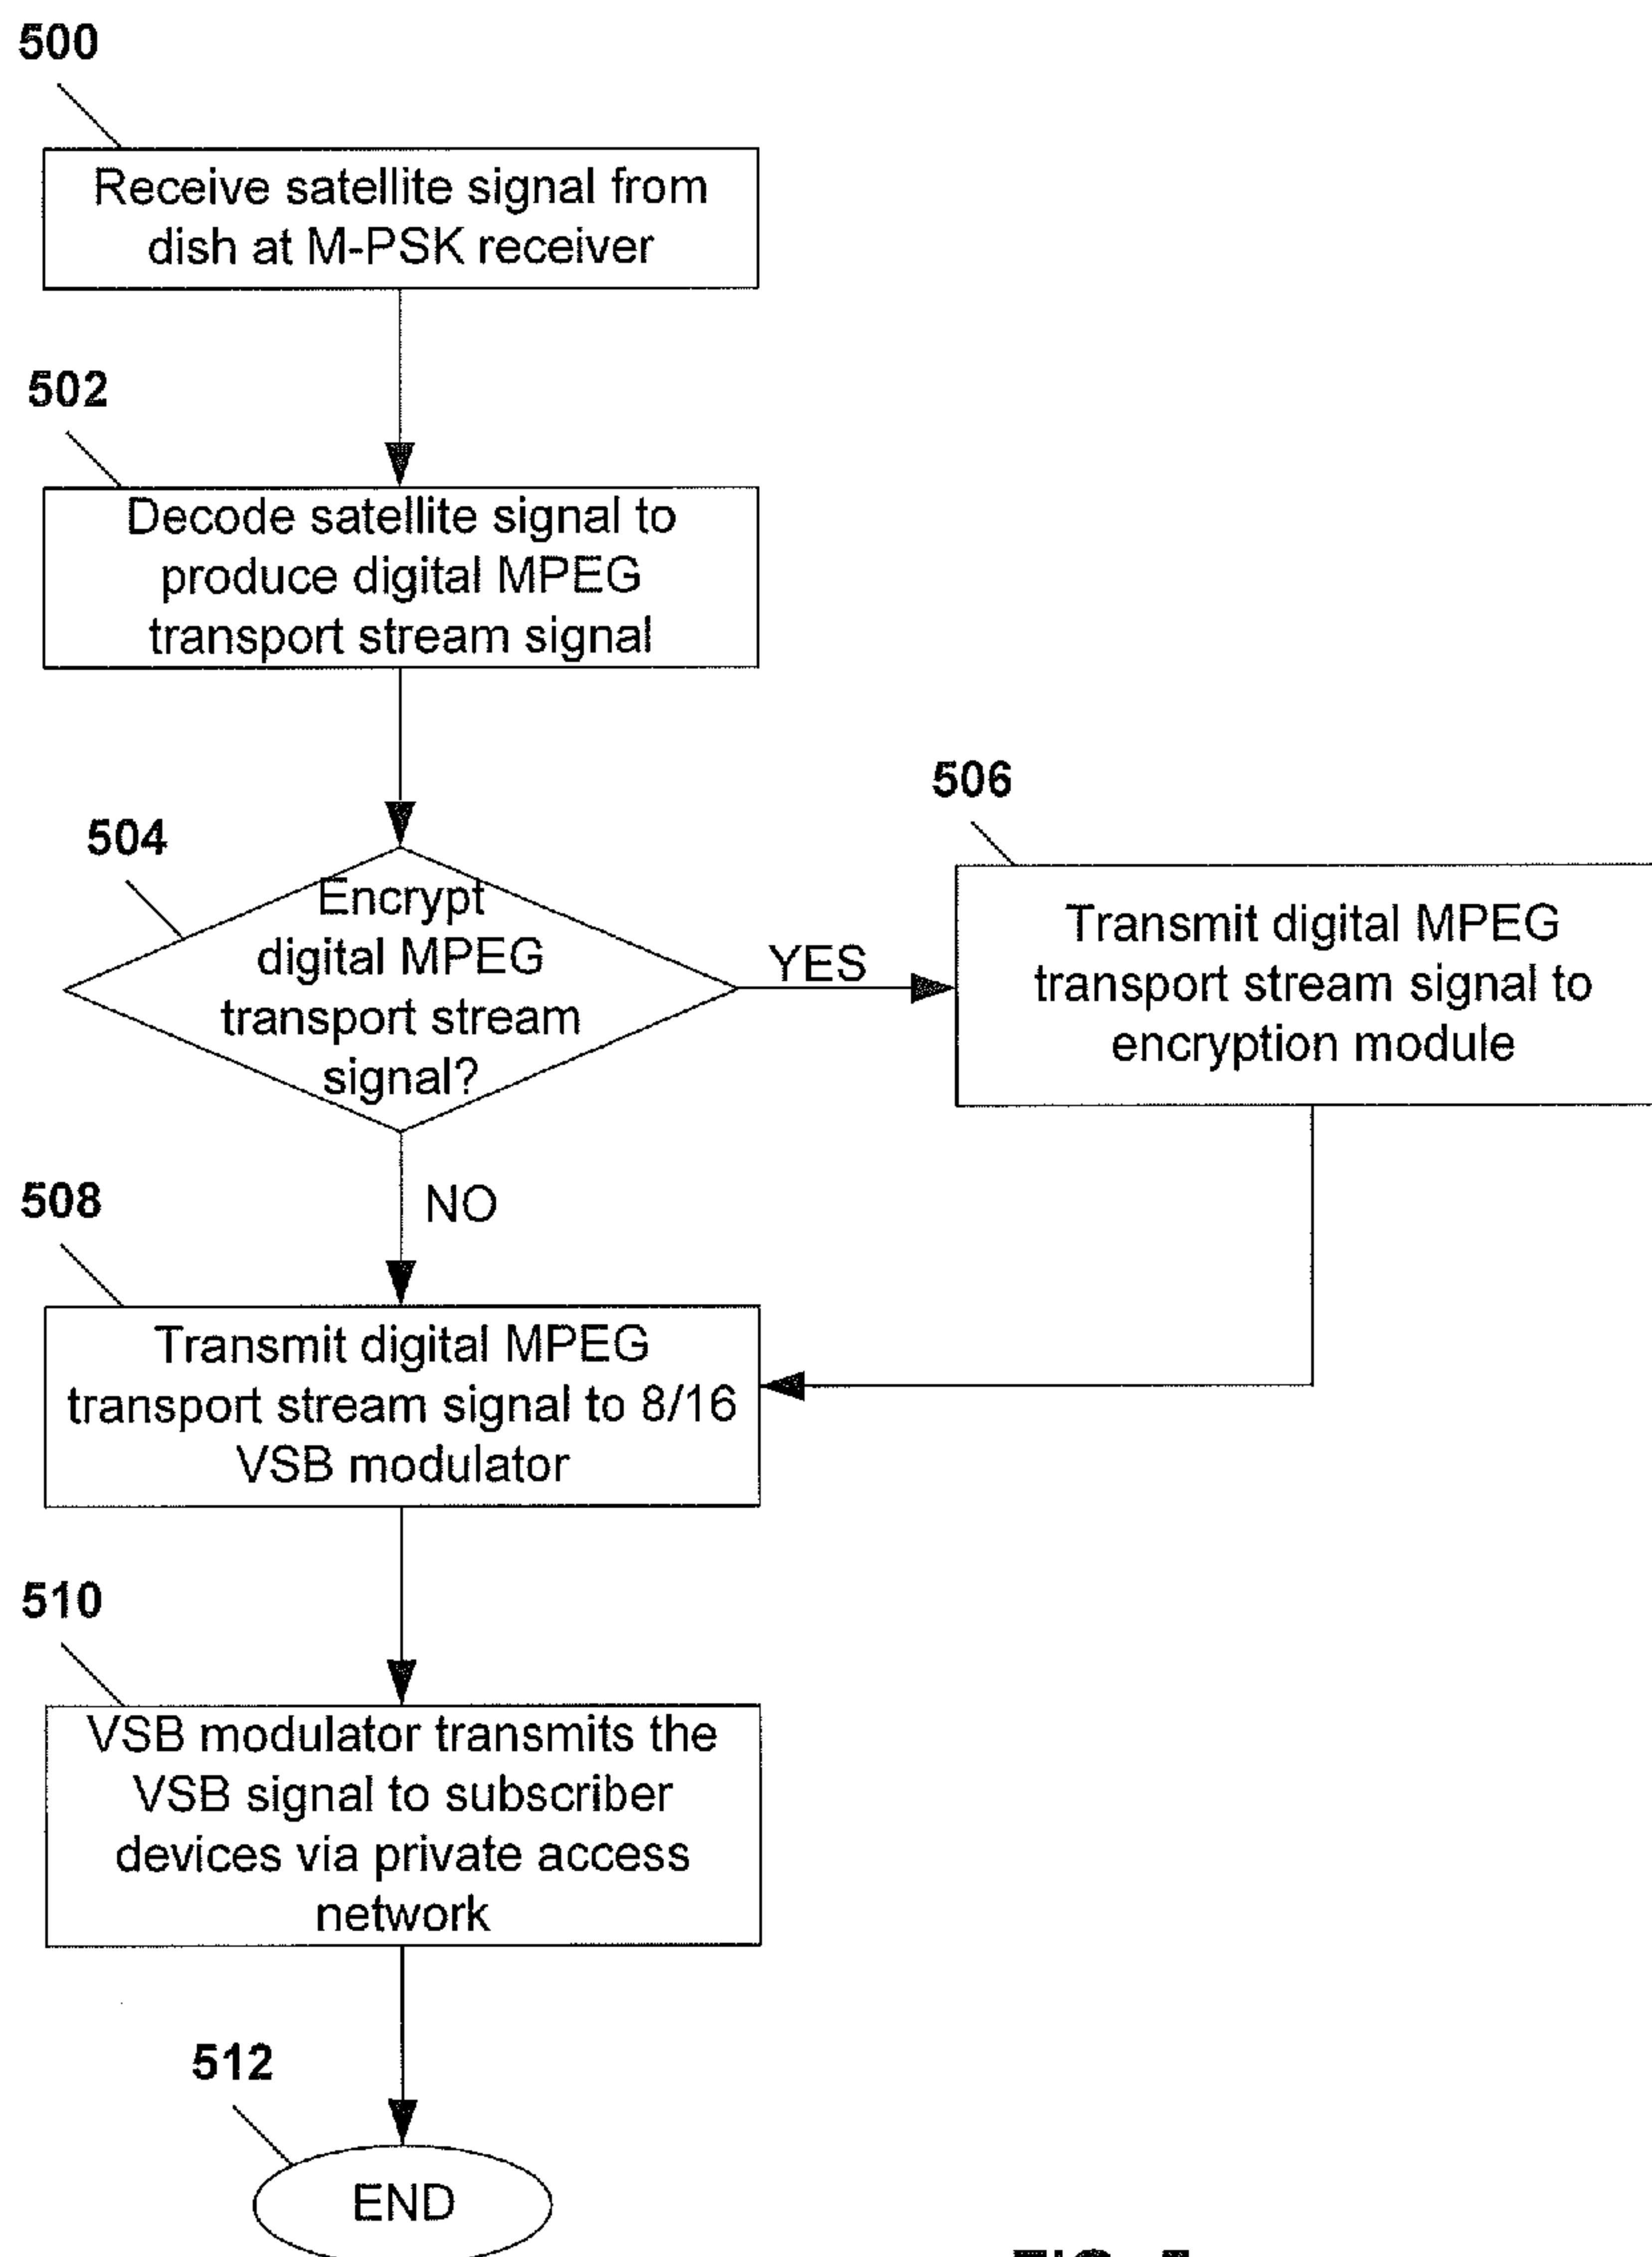 500
Receive satellite signal from
dish at M-PSK receiver
502
Decode satellite signal to
produce digital MPEG
transport stream signal
504
Encrypt
digital MPEG
transport stream
signal?
YES
506
Transmit digital MPEG
transport stream signal to
encryption module
NO
508
Transmit digital MPEG
transport stream signal to 8/16
VSB modulator
510
VSB modulator transmits the
VSB signal to subscriber
devices via private access
network
512
END